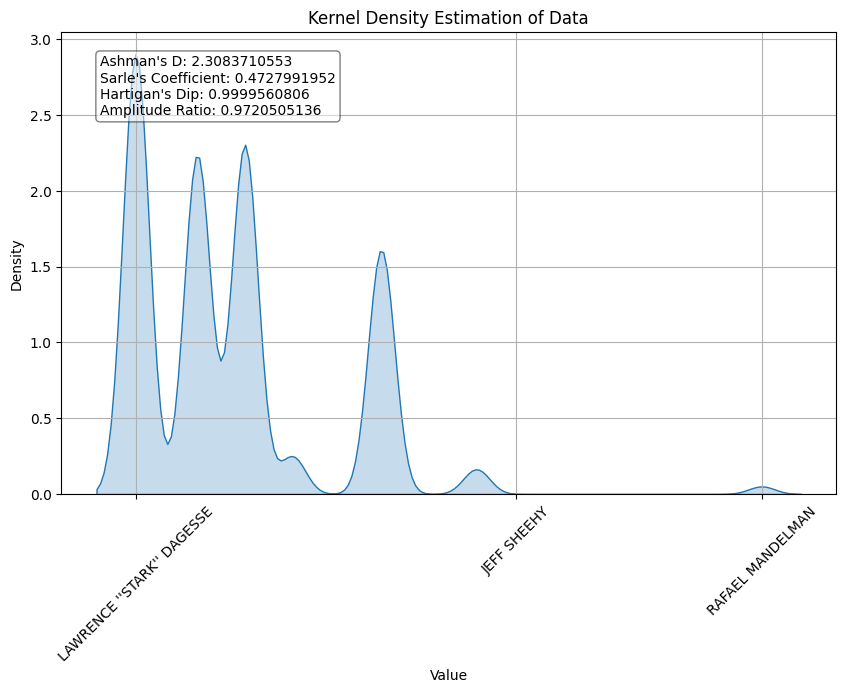 Kernel Density Estimation of Data
Ashman's D: 2.3083710553
Sarle's Coefficient: 0.4727991952
Hartigan's Dip: 0.9999560806
Amplitude Ratio: 0.9720505136
3.0
2.5
2.0
1.5
1.0
0.5
0.0
Density
LAWRENCE "STARK" DAGESSE
JEFF SHEEHY
RAFAEL MANDELMAN
Value